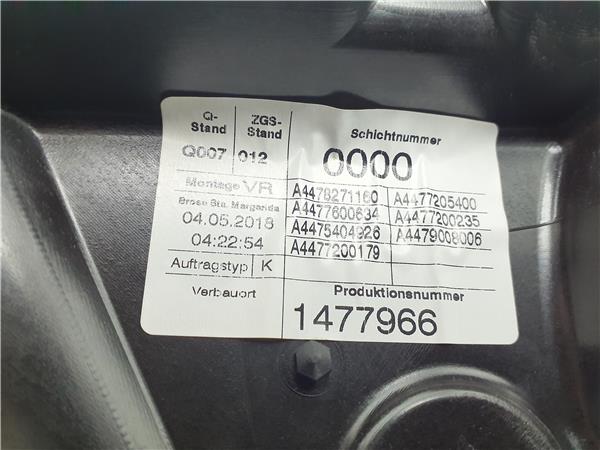 Q-Stand ZGS-Stand Schichtnummer
Q007 012 0000
Montage VR A4478271160 A4477205400
Brose Sta. Margarida A4477600634 A4477200235
04.05.2018 A4475404926 A4479008006
04:22:54 A4477200179
Auftragstyp K
Verbauort Produktionsnummer
1477966